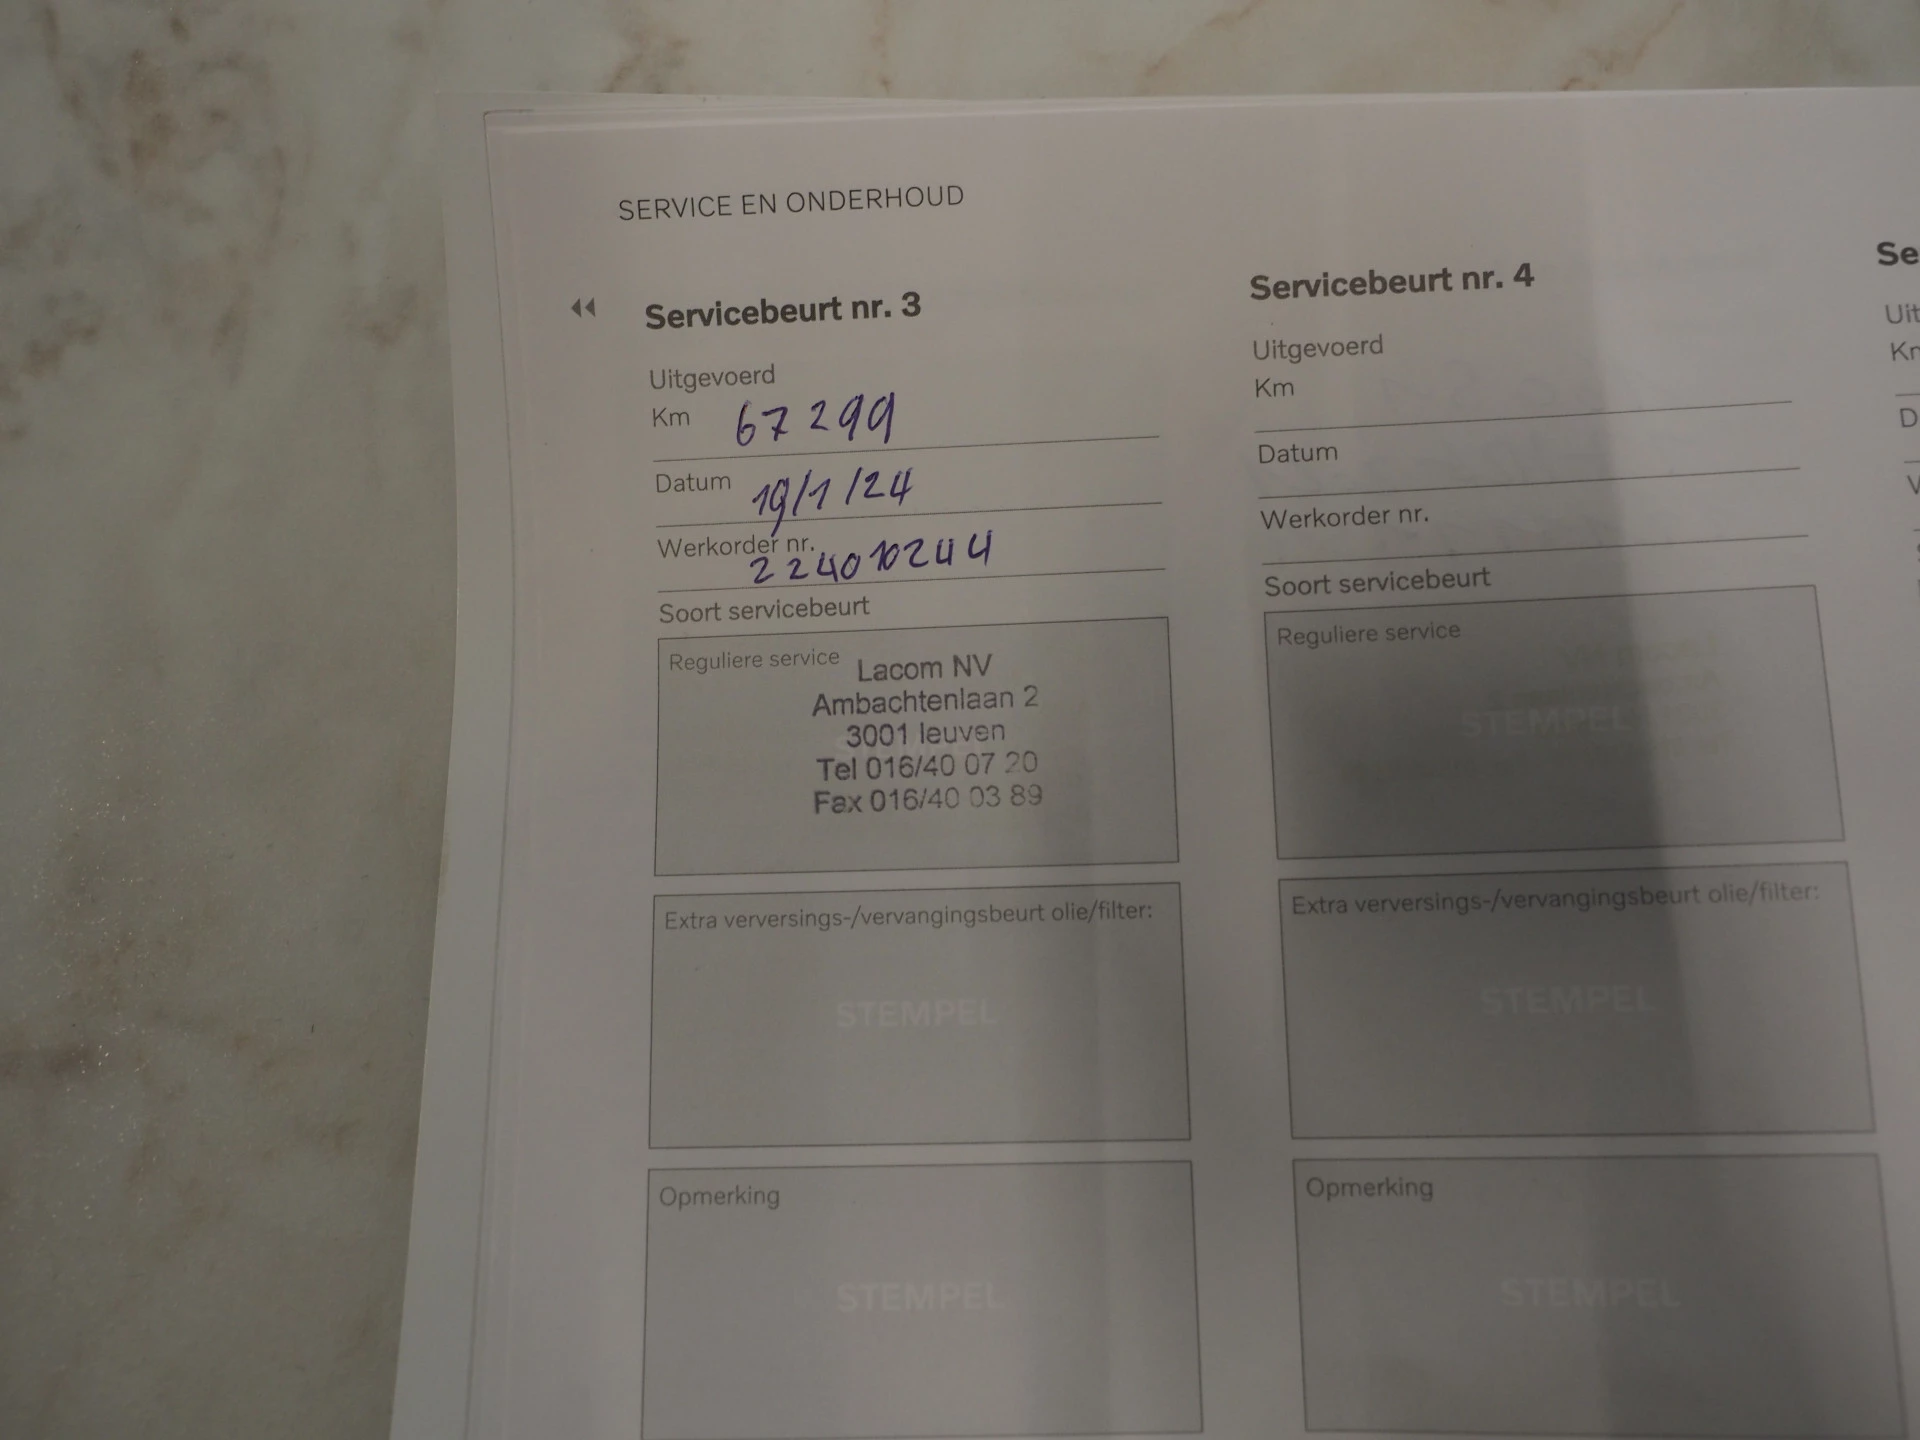 SERVICE EN ONDERHOUD
Servicebeurt nr. 3
Uitgevoerd
Km 67299
Datum 19/1/24
Werkorder nr. 224010244
Soort servicebeurt
Reguliere service
Lacom NV
Ambachtenlaan 2
3001 leuven
Tel 016/40 07 20
Fax 016/40 03 89
Extra verversings-/vervangingsbeurt olie/filter:
STEMPEL
Opmerking
STEMPEL
Servicebeurt nr. 4
Uitgevoerd
Km
Datum
Werkorder nr.
Soort servicebeurt
Reguliere service
STEMPEL
Extra verversings-/vervangingsbeurt olie/filter:
STEMPEL
Opmerking
STEMPEL
Se
Uit
D